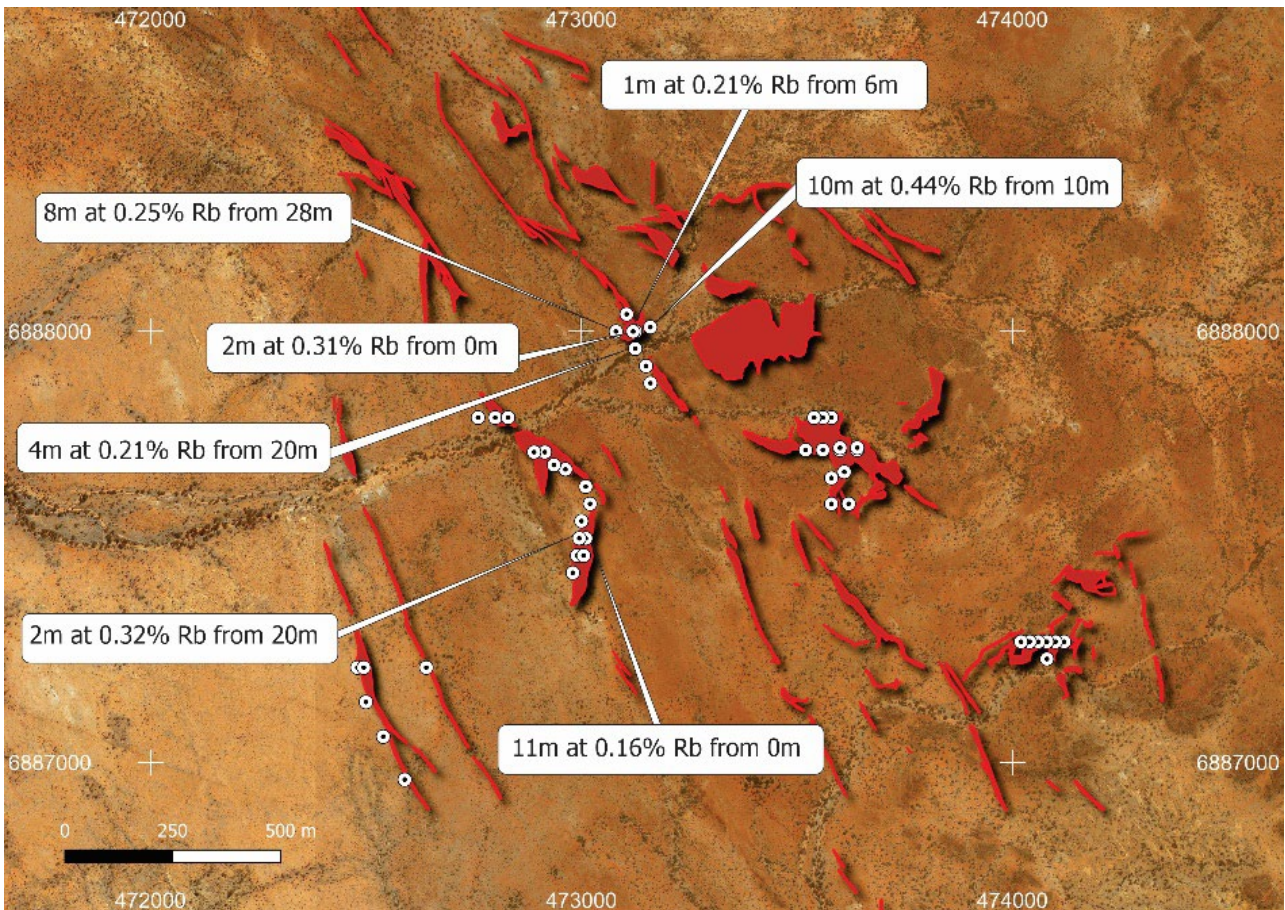 472000
473000
474000
1m at 0.21% Rb from 6m
10m at 0.44% Rb from 10m
8m at 0.25% Rb from 28m
6888000
6888000
2m at 0.31% Rb from 0m
4m at 0.21% Rb from 20m
2m at 0.32% Rb from 20m
11m at 0.16% Rb from 0m
6887000
6887000
0
250
500 m
472000
473000
474000